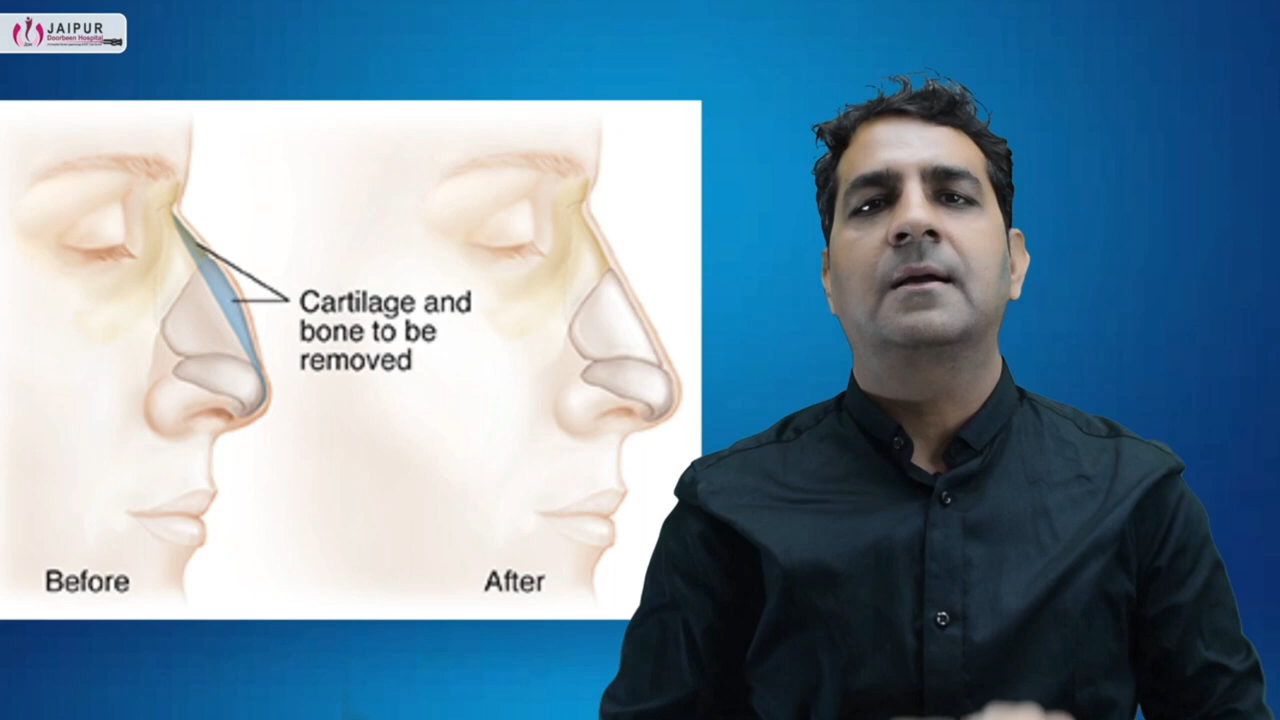 JAIPUR
Doorbeen Hospital
Cartilage and
bone to be
removed
Before
After